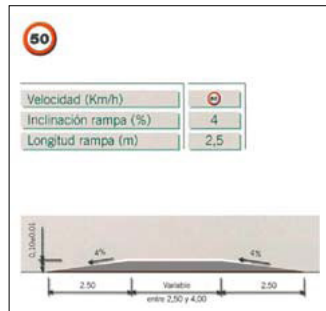 50
Velocidad (Km/h) 50
Inclinación rampa (%) 4
Longitud rampa (m) 2,5
0,10±0,01
4% 4%
2.50 Variable 2.50
entre 2,50 y 4,00